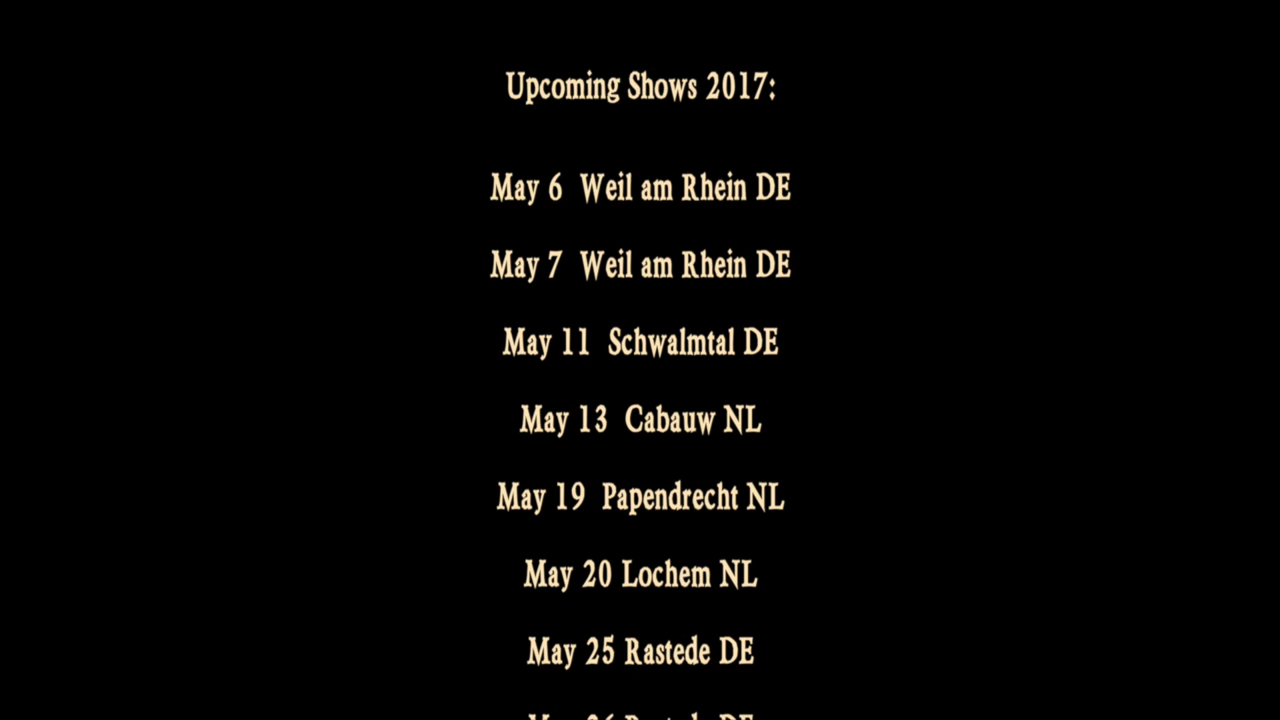 Upcoming Shows 2017:
May 6 Weil am Rhein DE
May 7 Weil am Rhein DE
May 11 Schwalmtal DE
May 13 Cabauw NL
May 19 Papendrecht NL
May 20 Lochem NL
May 25 Rastede DE